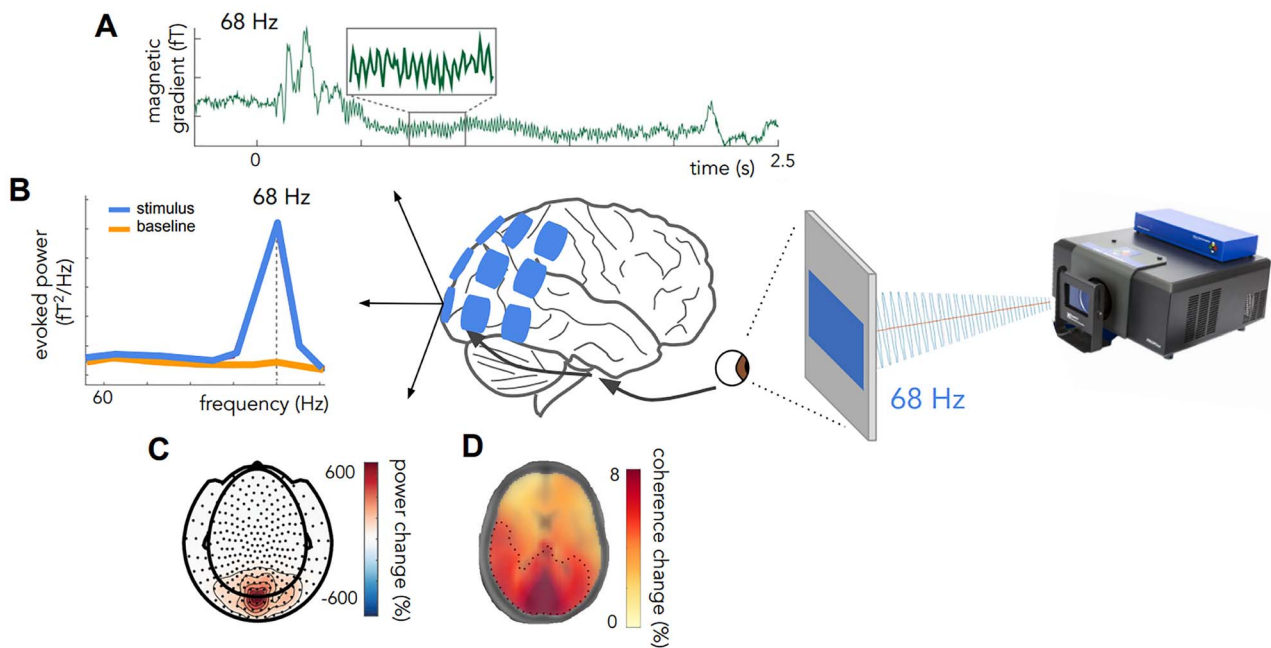 A
68 Hz
magnetic
gradient (fT)
0
2.5
time (s)
B
68 Hz
stimulus
baseline
evoked power
(fT²/Hz)
60
frequency (Hz)
68 Hz
C
600
-600
power change (%)
D
8
0
coherence change (%)